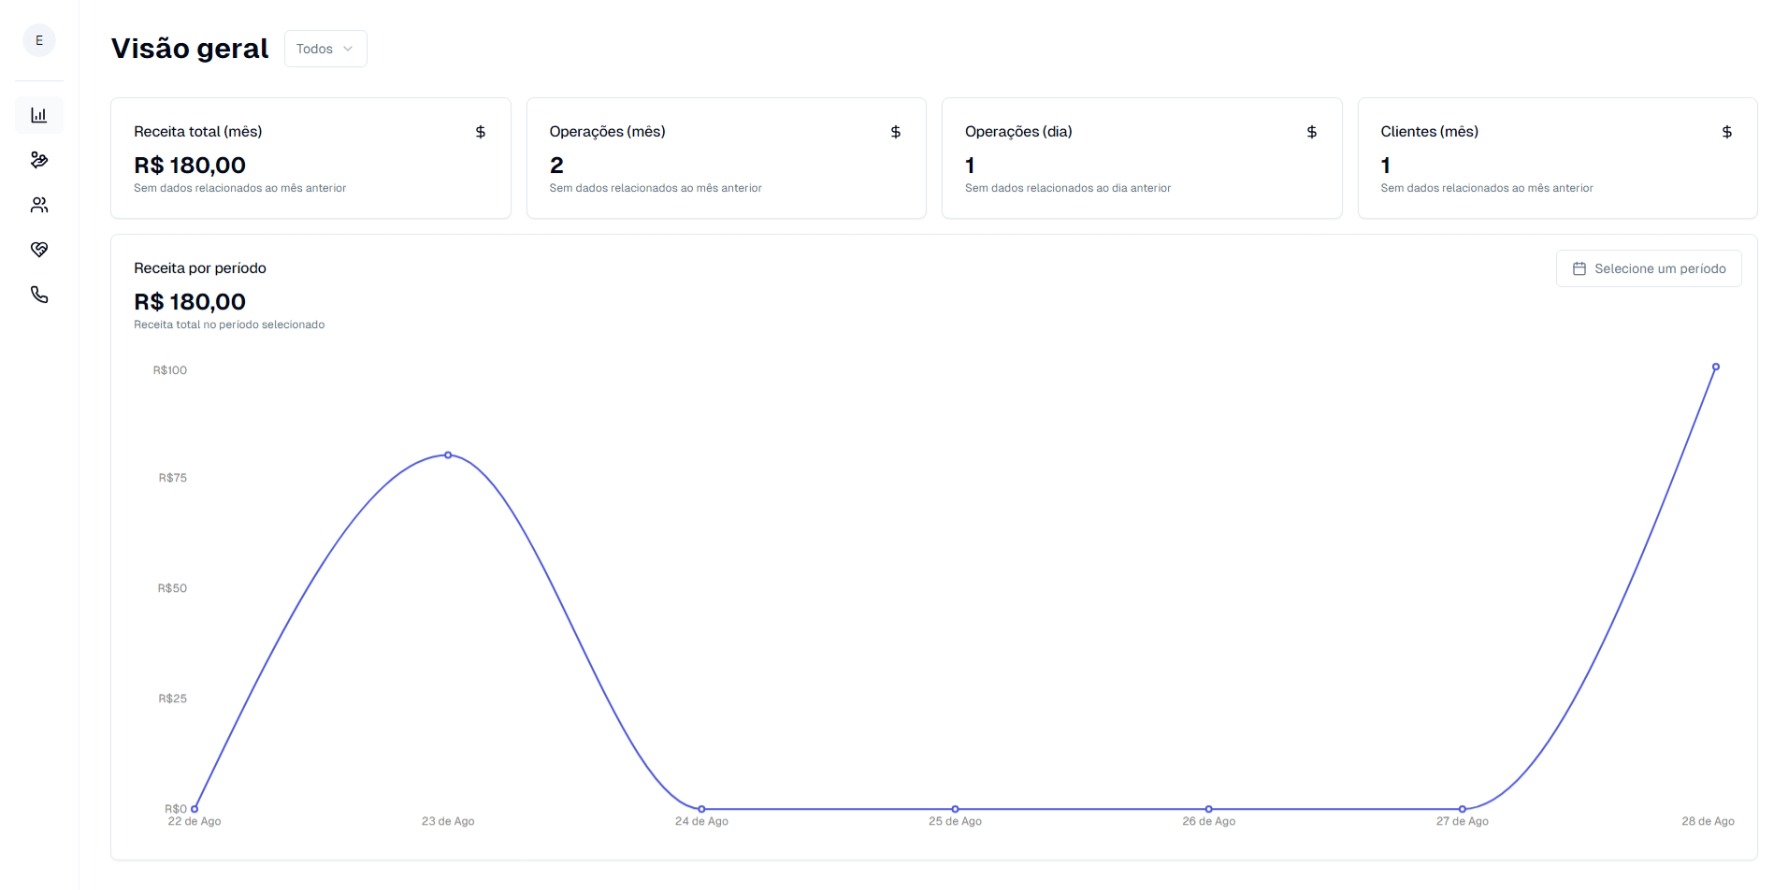 E
Visão geral
Todos
Receita total (mês)
$
R$ 180,00
Sem dados relacionados ao mês anterior
Operações (mês)
$
2
Sem dados relacionados ao mês anterior
Operações (dia)
$
1
Sem dados relacionados ao dia anterior
Clientes (mês)
$
1
Sem dados relacionados ao mês anterior
Receita por período
R$ 180,00
Receita total no período selecionado
Selecione um período
R$100
R$75
R$50
R$25
R$0
22 de Ago
23 de Ago
24 de Ago
25 de Ago
26 de Ago
27 de Ago
28 de Ago